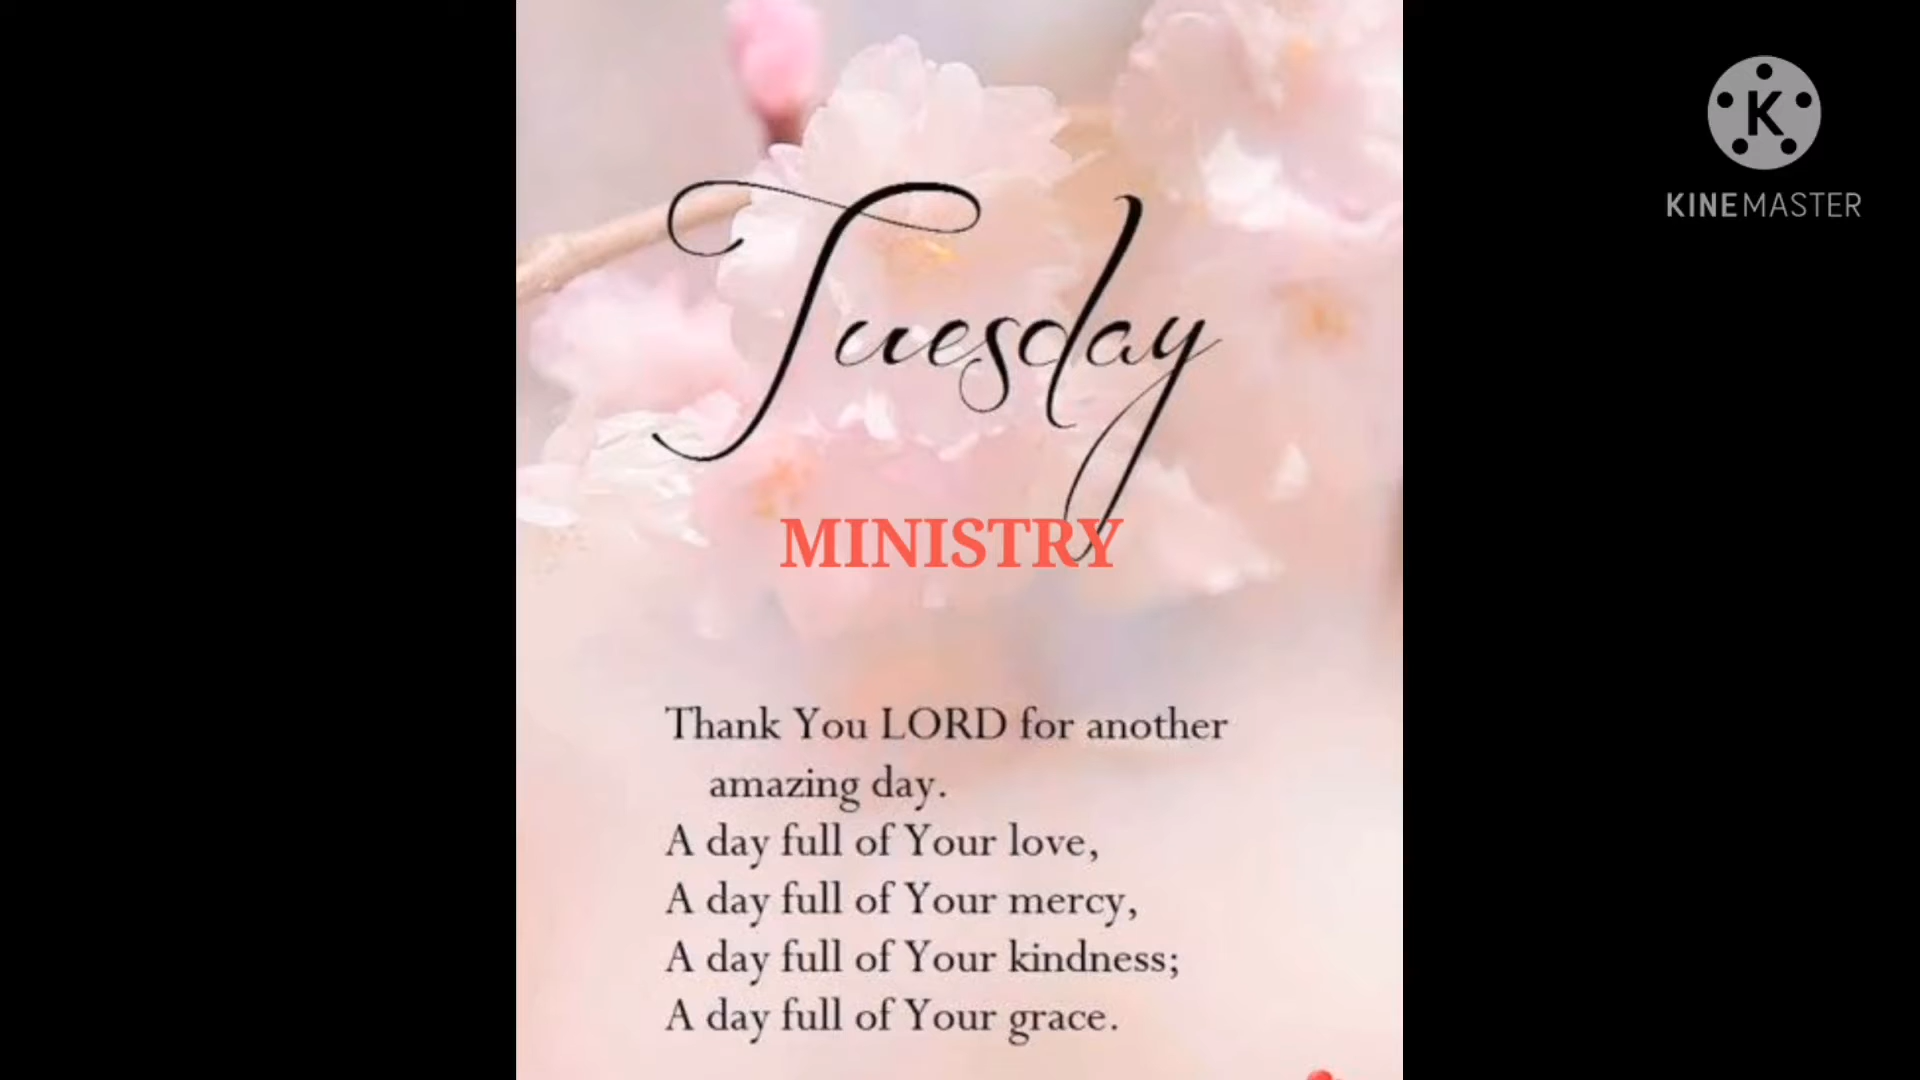 K
KINEMASTER
Tuesday
MINISTRY
Thank You LORD for another
amazing day.
A day full of Your love,
A day full of Your mercy,
A day full of Your kindness;
A day full of Your grace.